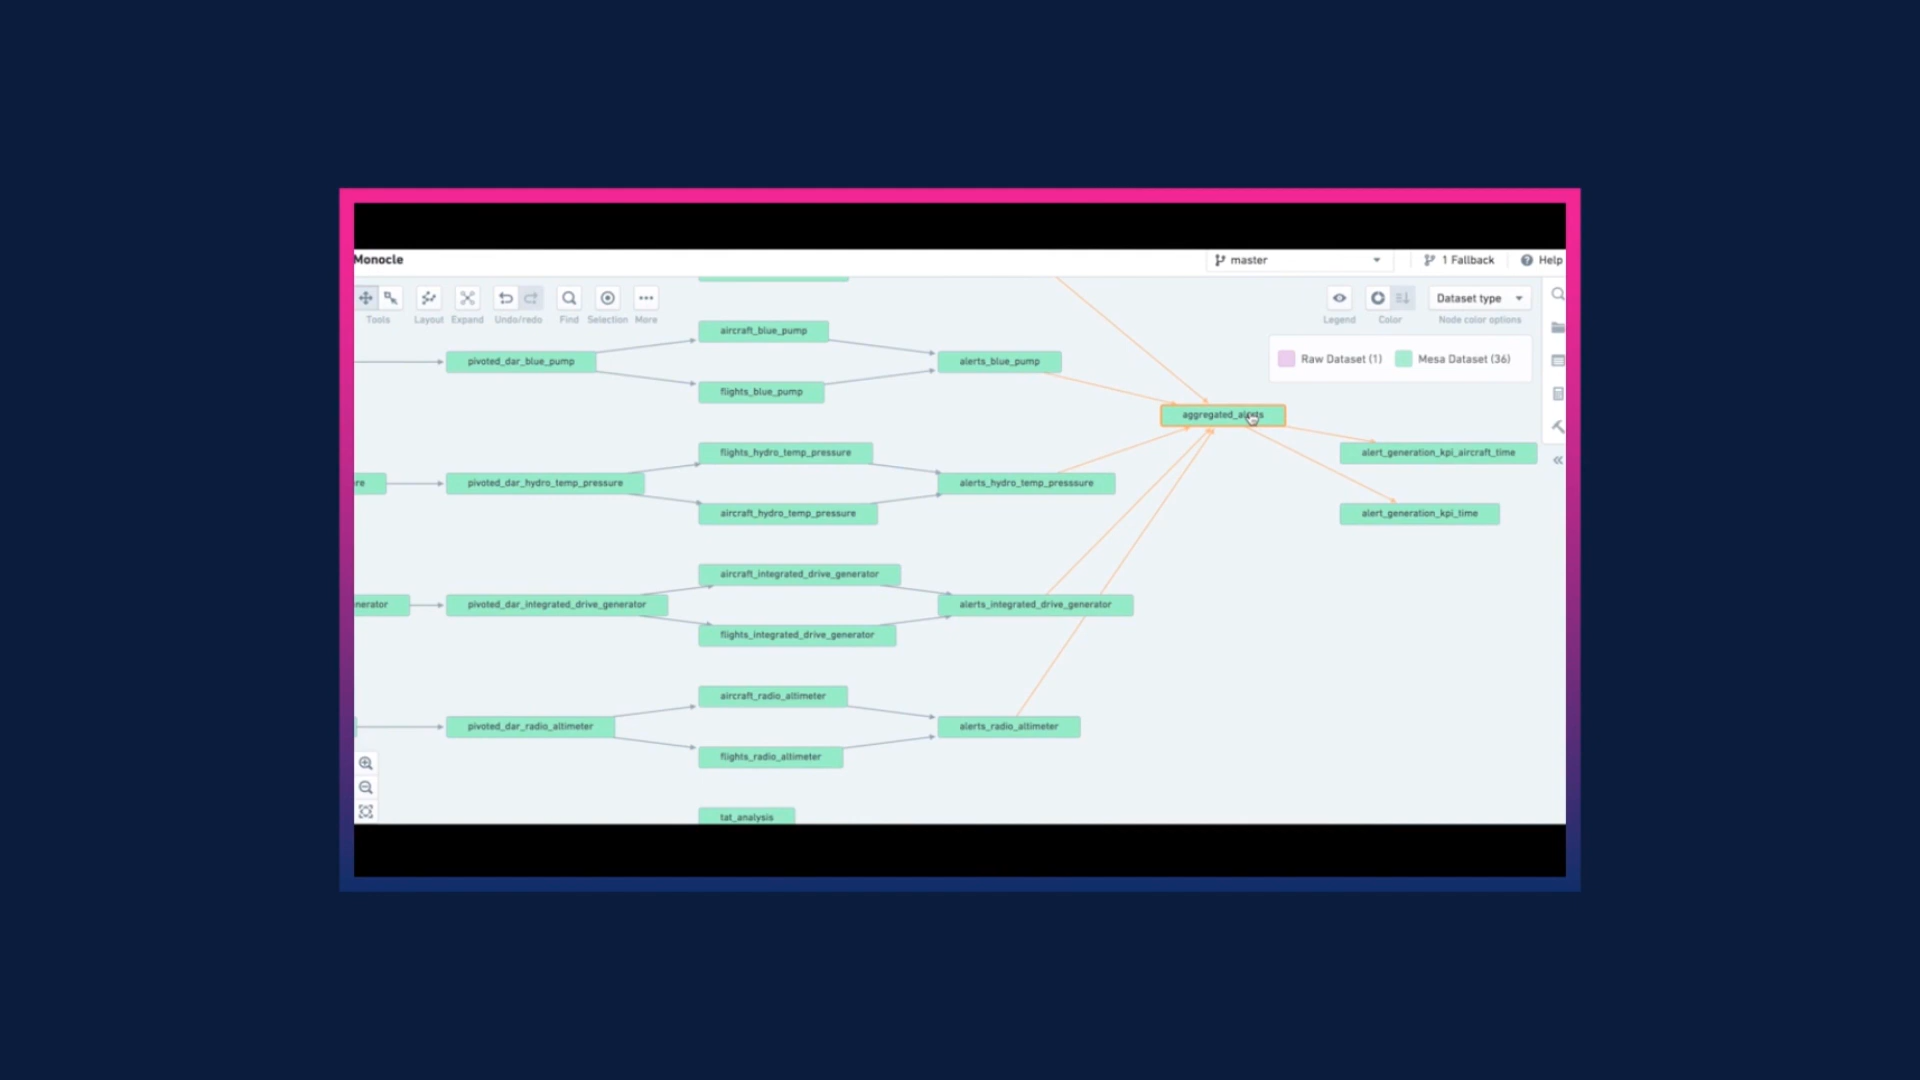 Monocle
master
1 Fallback
Help
Tools
Layout
Expand
Undo/redo
Find
Selection
More
Legend
Color
Dataset type
Node color options
Raw Dataset (1)
Mesa Dataset (36)
aircraft_blue_pump
pivoted_dar_blue_pump
alerts_blue_pump
flights_blue_pump
aggregated_alerts
flights_hydro_temp_pressure
alert_generation_kpi_aircraft_time
re
pivoted_dar_hydro_temp_pressure
alerts_hydro_temp_presssure
aircraft_hydro_temp_pressure
alert_generation_kpi_time
aircraft_integrated_drive_generator
nerator
pivoted_dar_integrated_drive_generator
alerts_integrated_drive_generator
flights_integrated_drive_generator
aircraft_radio_altimeter
pivoted_dar_radio_altimeter
alerts_radio_altimeter
flights_radio_altimeter
tat_analysis